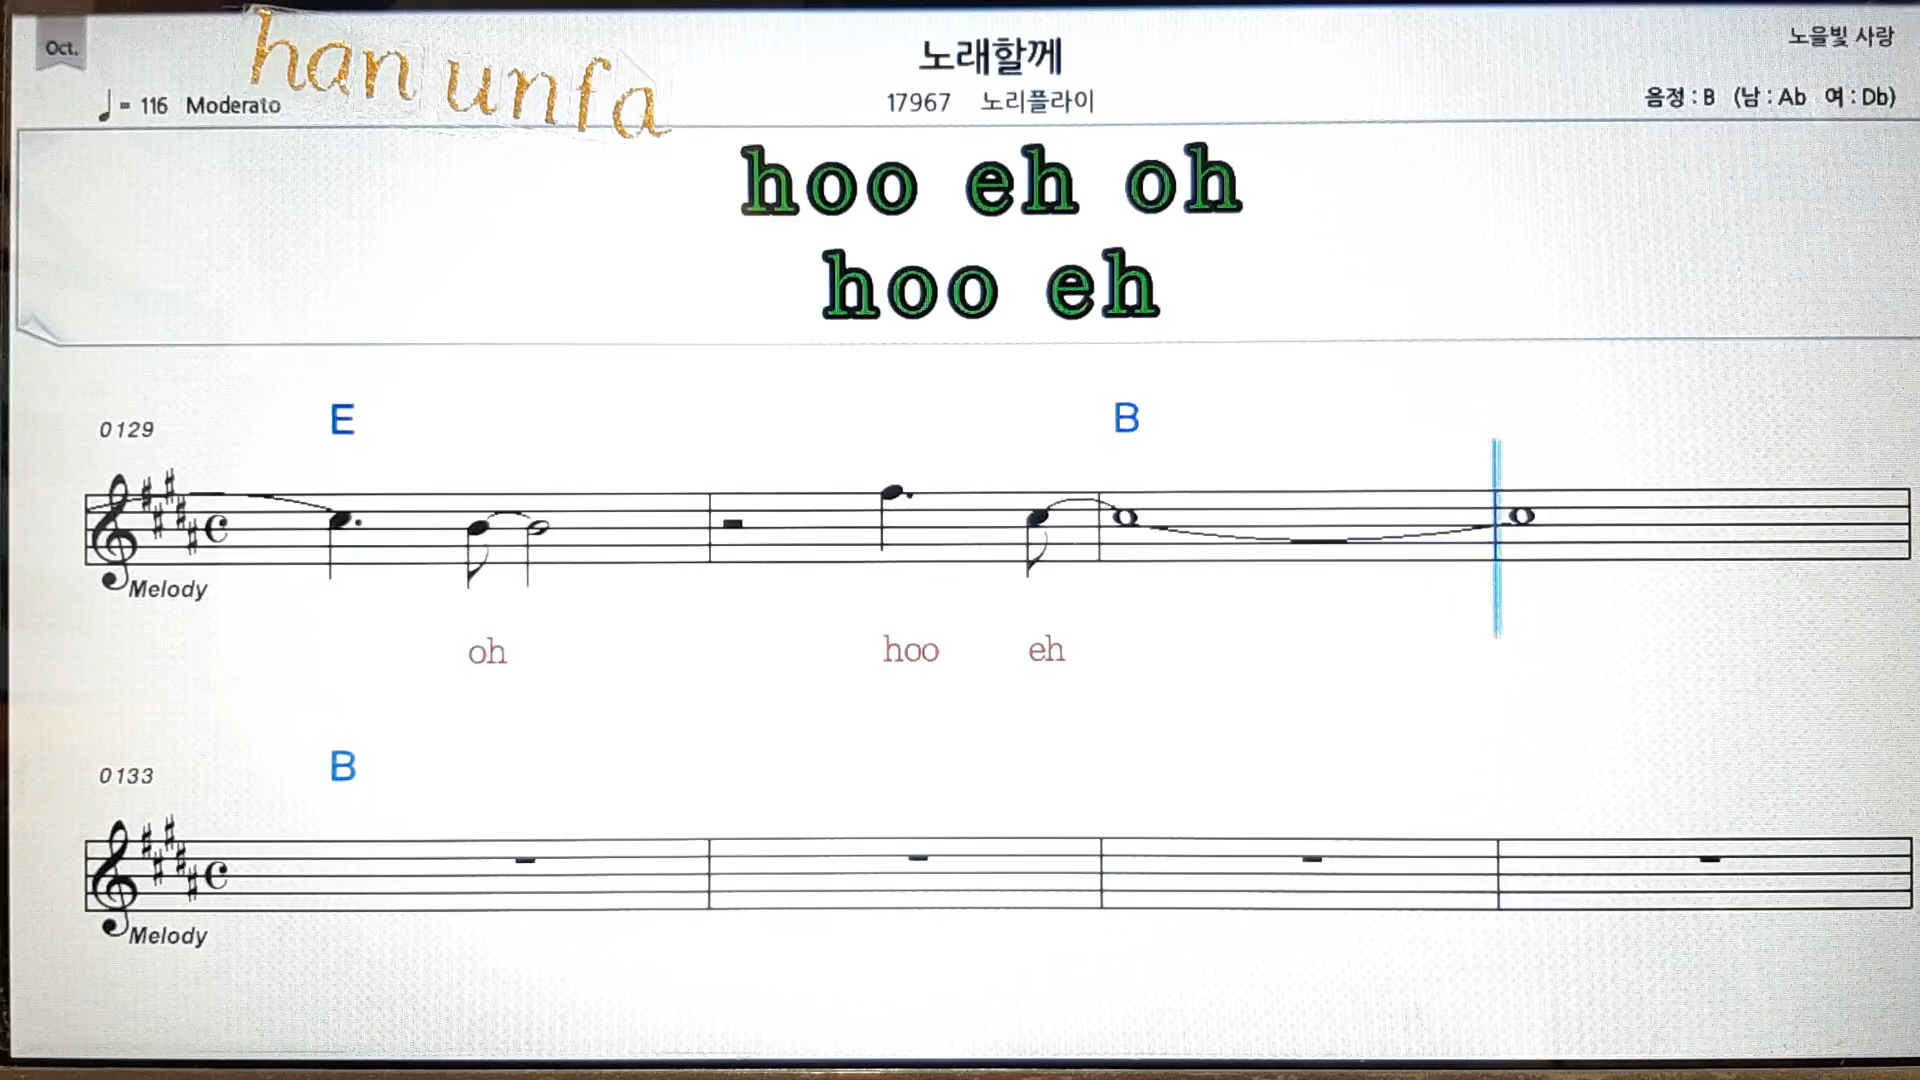 Oct.
han unfa
노래할께
노을빛 사랑
♩= 116 Moderato
17967 노리플라이
음정 : B (남 : Ab 여 : Db)
hoo eh oh
hoo eh
0129
E B
Melody
oh hoo eh
0133
B
Melody